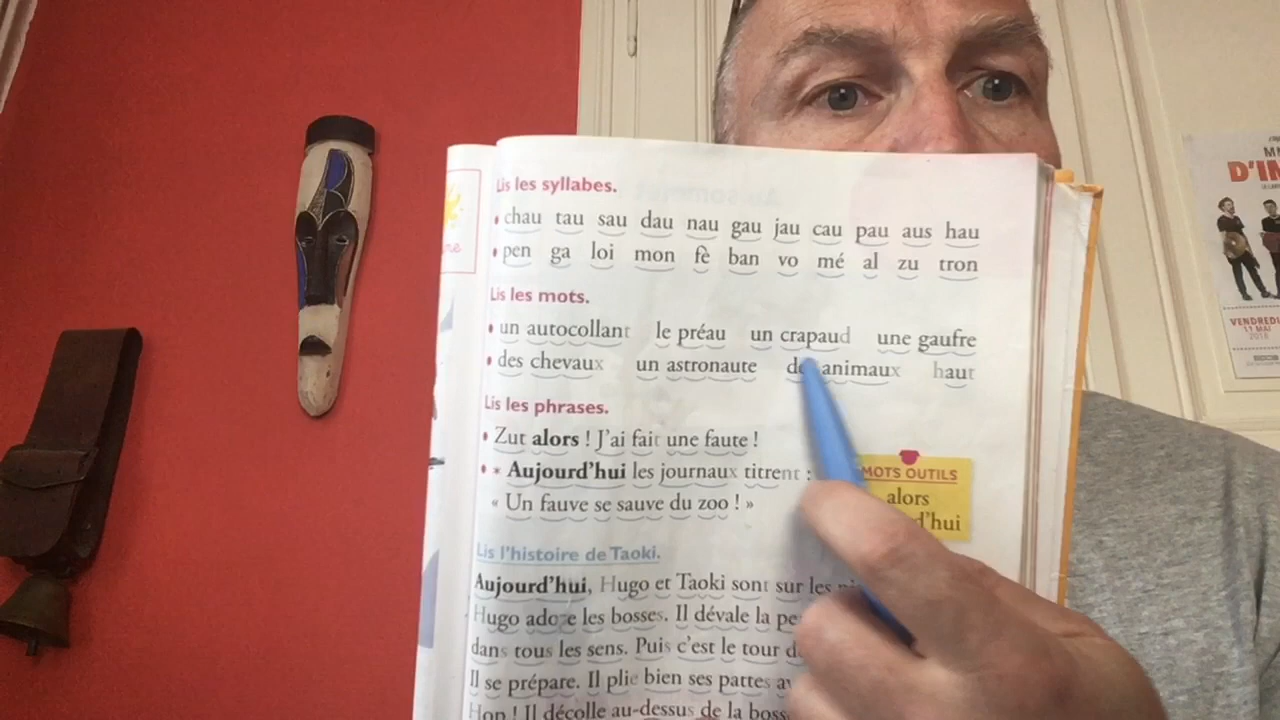 Lis les syllabes.
• chau tau sau dau nau gau jau cau pau aus hau
• pen ga loi mon fè ban vo mé al zu tron
Lis les mots.
• un autocollant le préau un crapaud une gaufre
• des chevaux un astronaute animaux haut
Lis les phrases.
• Zut alors ! J'ai fait une faute !
• * Aujourd'hui les journaux titrent :
« Un fauve se sauve du zoo ! »
MOTS OUTILS
alors
d'hui
Lis l'histoire de Taoki.
Aujourd'hui, Hugo et Taoki sont sur les
Hugo adore les bosses. Il dévale la
dans tous les sens. Puis c'est le tour
Il se prépare. Il plie bien ses pattes
Hop ! Il décolle au-dessus de la
D'IM
VENDREDI
11 MAI
2018